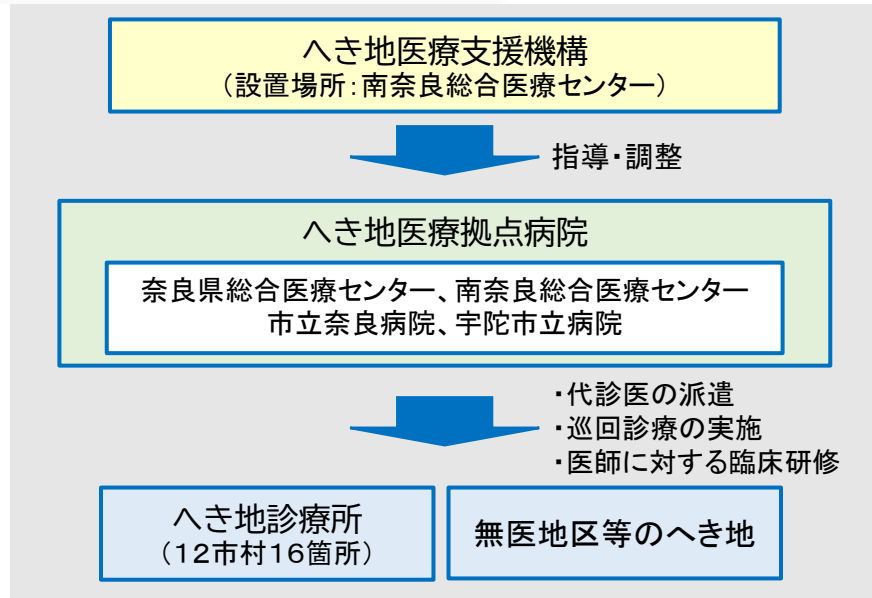 へき地医療支援機構
（設置場所：南奈良総合医療センター）
指導・調整
へき地医療拠点病院
奈良県総合医療センター、南奈良総合医療センター
市立奈良病院、宇陀市立病院
・代診医の派遣
・巡回診療の実施
・医師に対する臨床研修
へき地診療所
（１２市村１６箇所）
無医地区等のへき地